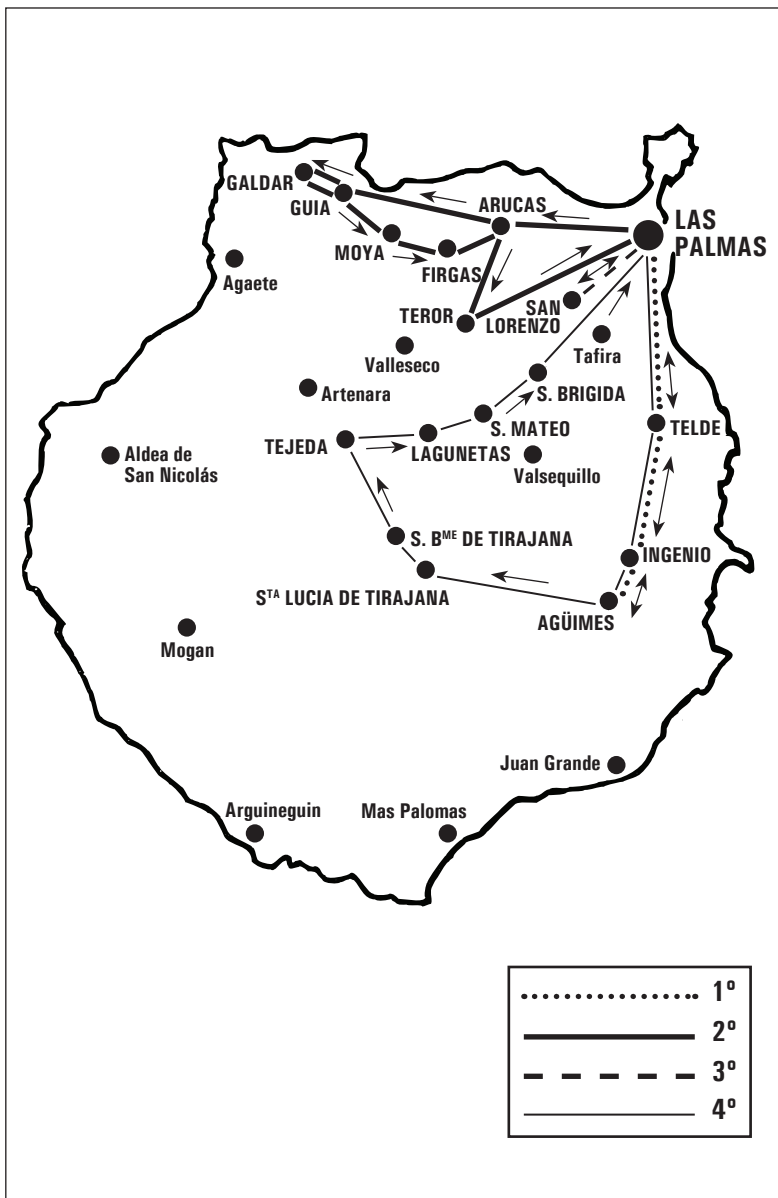 GALDAR
GUIA
ARUCAS
LAS
PALMAS
MOYA
FIRGAS
Agaete
SAN
LORENZO
TEROR
Tafira
Valleseco
S. BRIGIDA
Artenara
S. MATEO
TELDE
TEJEDA
LAGUNETAS
Aldea de
San Nicolás
Valsequillo
S. Bᴹᴱ DE TIRAJANA
INGENIO
Sᵀᴬ LUCIA DE TIRAJANA
AGÜIMES
Mogan
Juan Grande
Arguineguin
Mas Palomas
1º
2º
3º
4º